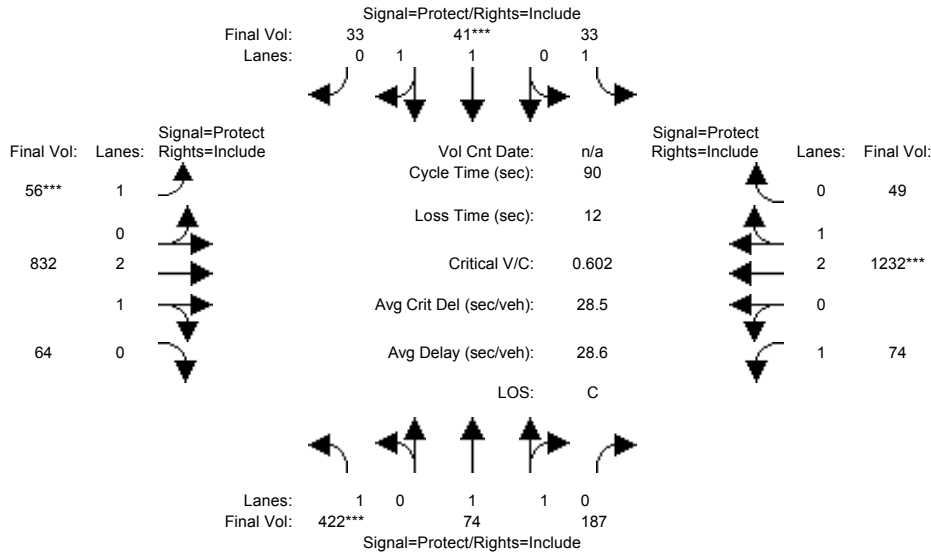 Signal=Protect/Rights=Include
Final Vol: 33 41*** 33
Lanes: 0 1 1 0 1
Signal=Protect Signal=Protect
Final Vol: Lanes: Rights=Include Vol Cnt Date: n/a Rights=Include Lanes: Final Vol:
Cycle Time (sec): 90
56*** 1 0 49
Loss Time (sec): 12
0 1
832 2 Critical V/C: 0.602 2 1232***
1 Avg Crit Del (sec/veh): 28.5 0
64 0 Avg Delay (sec/veh): 28.6 1 74
LOS: C
Lanes: 1 0 1 1 0
Final Vol: 422*** 74 187
Signal=Protect/Rights=Include